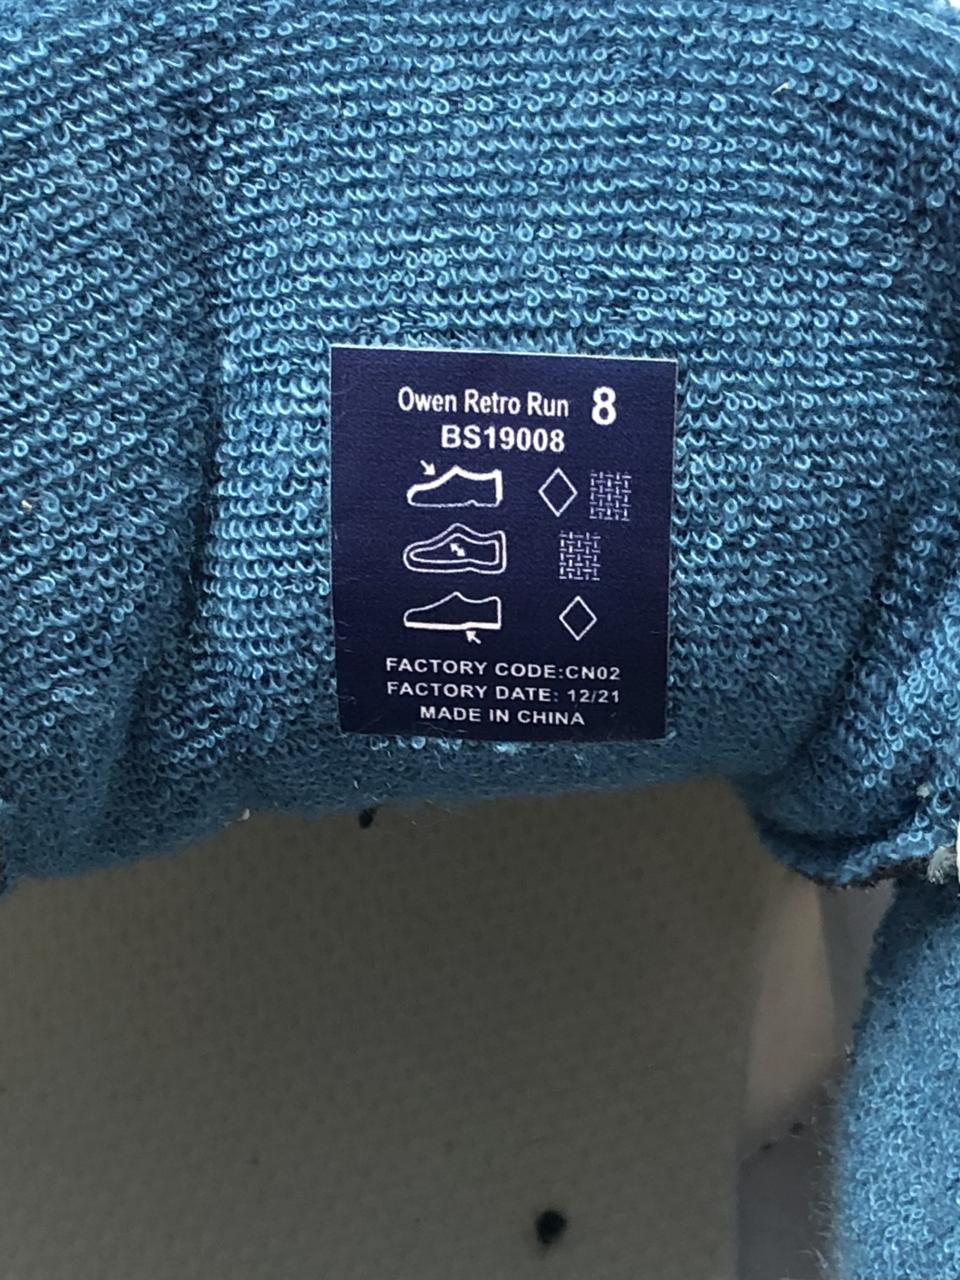 Owen Retro Run 8
BS19008
FACTORY CODE:CN02
FACTORY DATE: 12/21
MADE IN CHINA